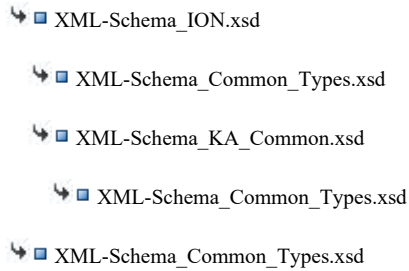 XML-Schema_ION.xsd
XML-Schema_Common_Types.xsd
XML-Schema_KA_Common.xsd
XML-Schema_Common_Types.xsd
XML-Schema_Common_Types.xsd